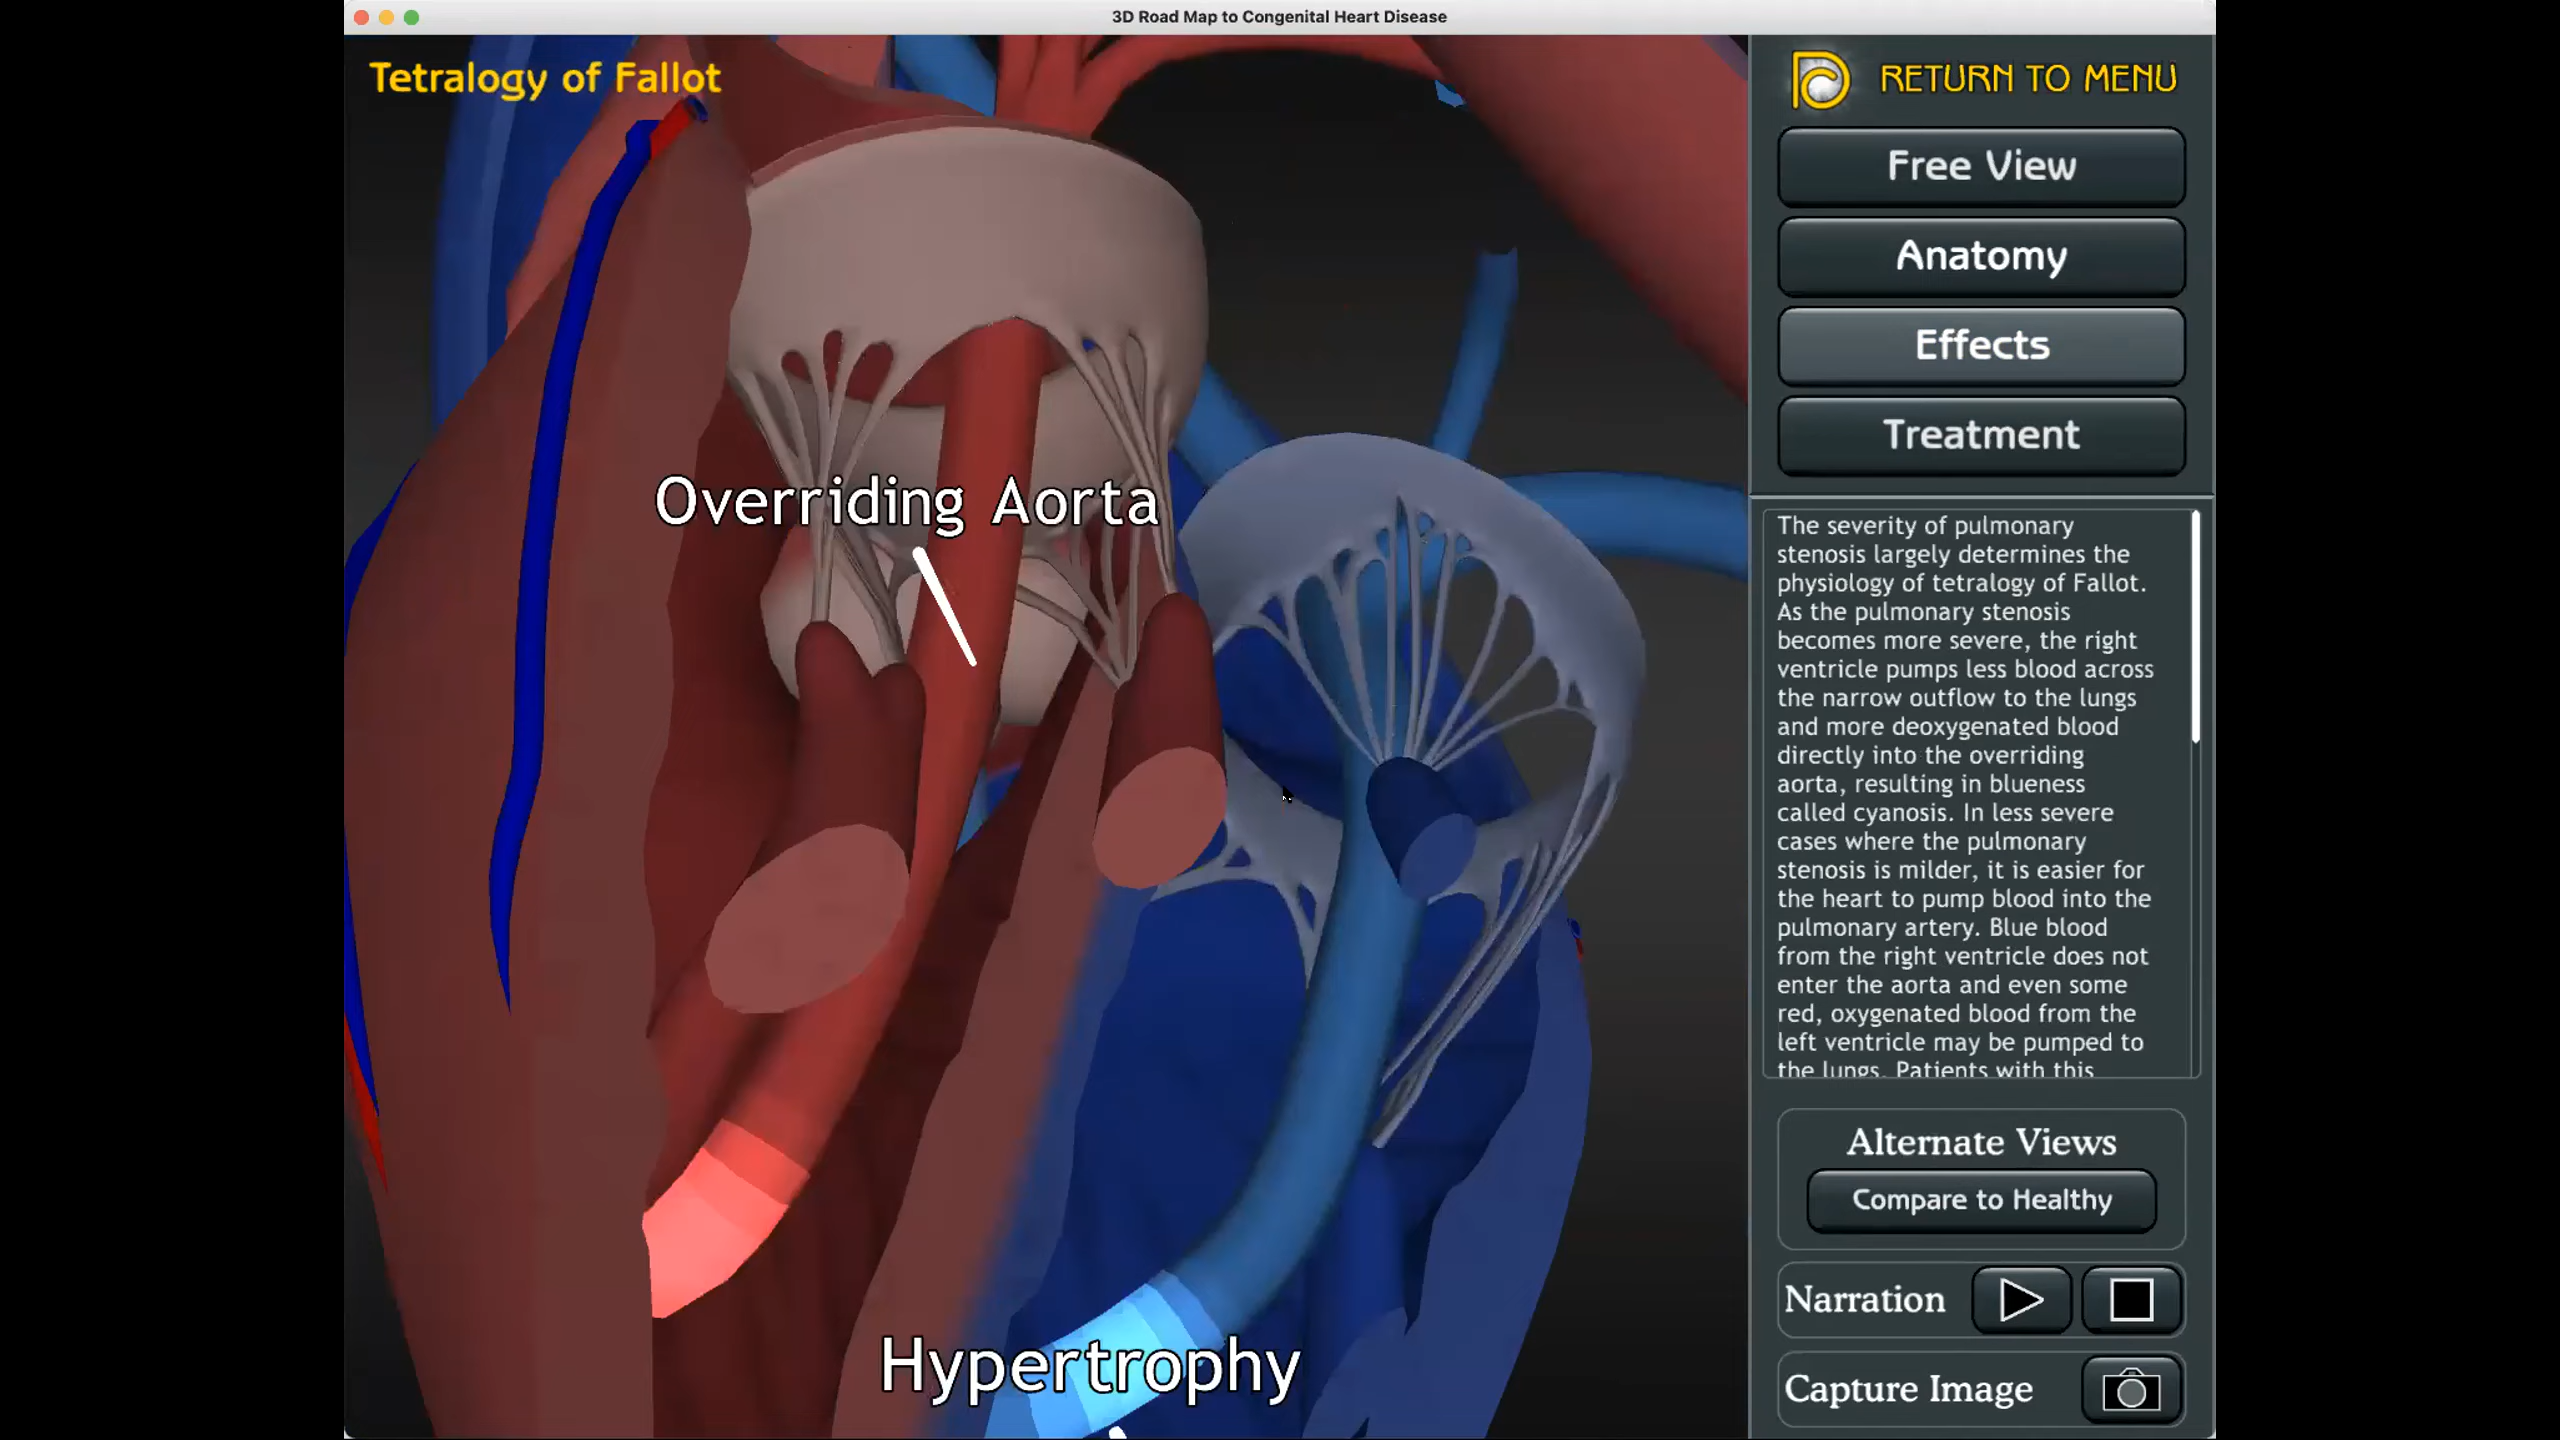 3D Road Map to Congenital Heart Disease
Tetralogy of Fallot
Overriding Aorta
Hypertrophy
RETURN TO MENU
Free View
Anatomy
Effects
Treatment
The severity of pulmonary
stenosis largely determines the
physiology of tetralogy of Fallot.
As the pulmonary stenosis
becomes more severe, the right
ventricle pumps less blood across
the narrow outflow to the lungs
and more deoxygenated blood
directly into the overriding
aorta, resulting in blueness
called cyanosis. In less severe
cases where the pulmonary
stenosis is milder, it is easier for
the heart to pump blood into the
pulmonary artery. Blue blood
from the right ventricle does not
enter the aorta and even some
red, oxygenated blood from the
left ventricle may be pumped to
the lungs. Patients with this
Alternate Views
Compare to Healthy
Narration
Capture Image